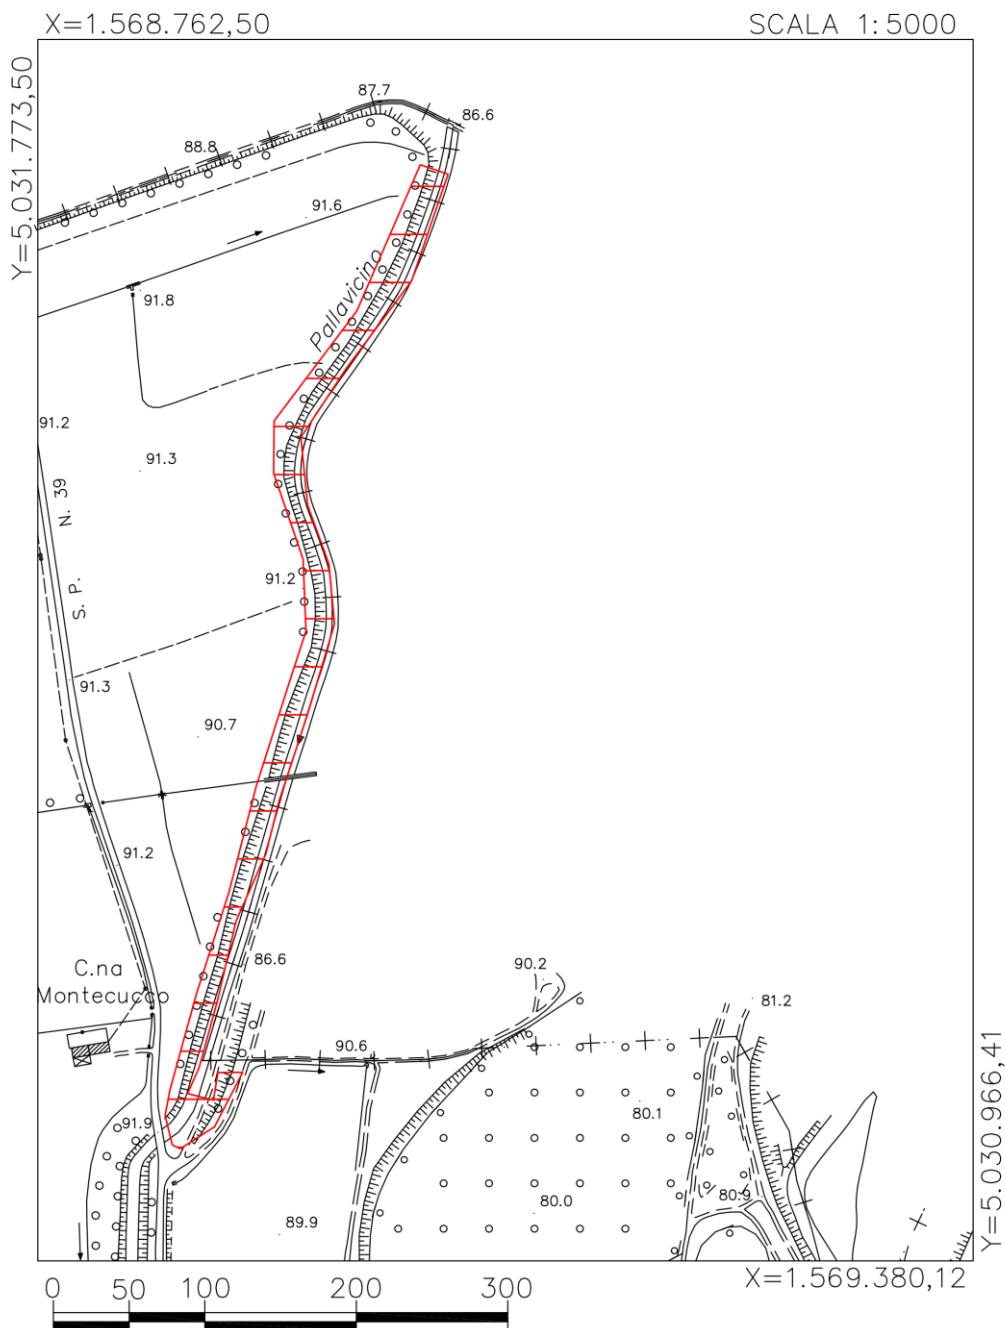 X=1.568.762,50
SCALA 1:5000
Y=5.031.773,50
87.7
86.6
88.8
91.6
Pallavicino
91.8
91.2
91.3
S. P. N. 39
91.2
91.3
90.7
91.2
86.6
C.na
Montecucco
90.2
81.2
90.6
80.1
91.9
80.9
80.0
89.9
Y=5.030.966,41
X=1.569.380,12
0 50 100 200 300